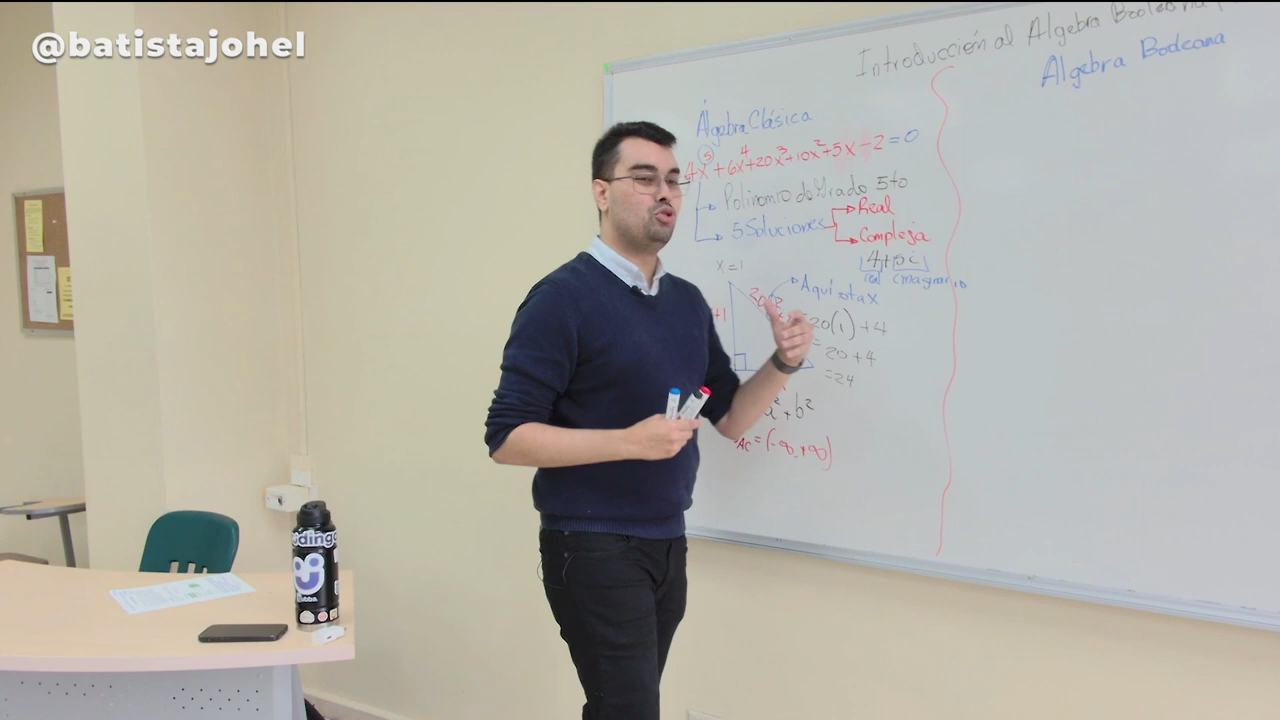 @batistajohel
Introducción al Algebra Booleana
Álgebra Clásica
4x⁵+6x⁴+20x³+10x²+5x-2=0
Polinomio de Grado 5to
5 Soluciones
Real
Compleja
4+5i
real imaginario
x=1
Aquí esta x
+1
=20(1)+4
=20+4
=24
a²+b²
AC=(-∞,+∞)
Algebra Booleana